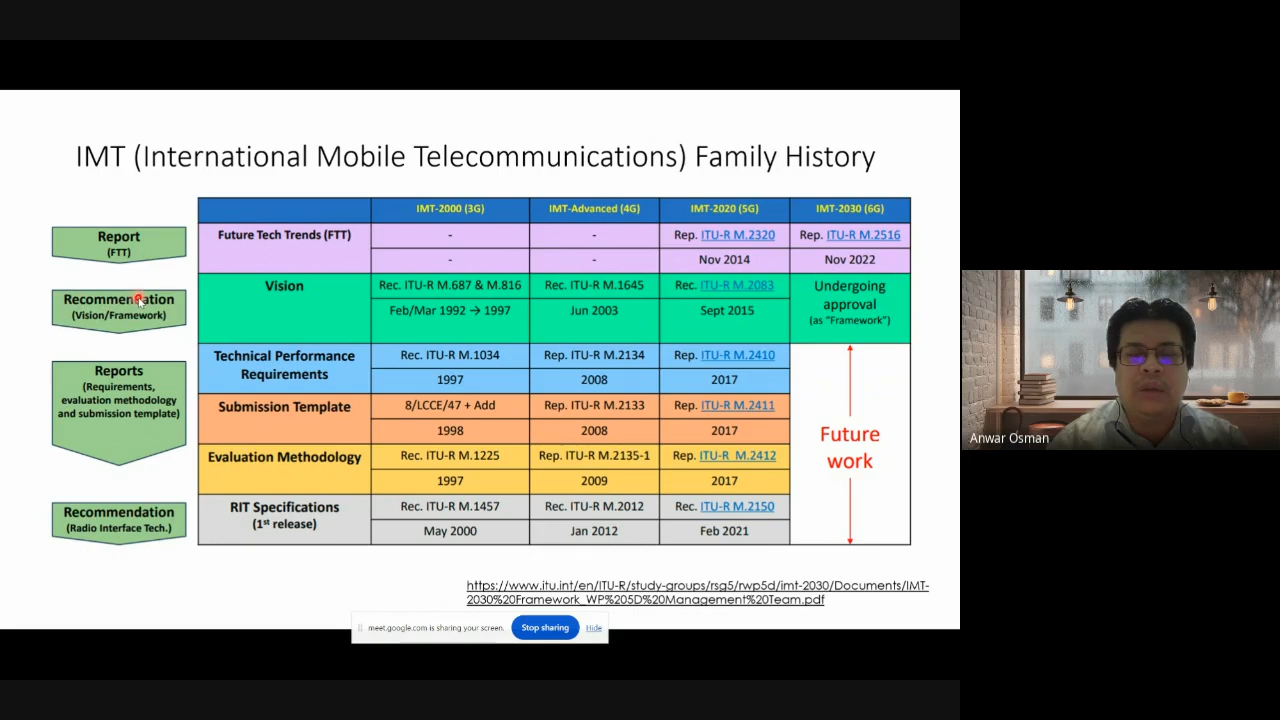 IMT (International Mobile Telecommunications) Family History
Report
(FTT)
Recommendation
(Vision/Framework)
Reports
(Requirements,
evaluation methodology
and submission template)
Recommendation
(Radio Interface Tech.)
IMT-2000 (3G) IMT-Advanced (4G) IMT-2020 (5G) IMT-2030 (6G)
Future Tech Trends (FTT) - - Rep. ITU-R M.2320 Rep. ITU-R M.2516
- - Nov 2014 Nov 2022
Vision Rec. ITU-R M.687 & M.816 Rec. ITU-R M.1645 Rec. ITU-R M.2083 Undergoing
approval
(as "Framework")
Feb/Mar 1992 → 1997 Jun 2003 Sept 2015
Technical Performance
Requirements
Rec. ITU-R M.1034 Rep. ITU-R M.2134 Rep. ITU-R M.2410
1997 2008 2017
Submission Template 8/LCCE/47 + Add Rep. ITU-R M.2133 Rep. ITU-R M.2411
1998 2008 2017
Future
work
Evaluation Methodology Rec. ITU-R M.1225 Rep. ITU-R M.2135-1 Rep. ITU-R M.2412
1997 2009 2017
RIT Specifications
(1st release)
Rec. ITU-R M.1457 Rec. ITU-R M.2012 Rec. ITU-R M.2150
May 2000 Jan 2012 Feb 2021
https://www.itu.int/en/ITU-R/study-groups/rsg5/rwp5d/imt-2030/Documents/IMT-
2030%20Framework_WP%205D%20Management%20Team.pdf
meet.google.com is sharing your screen. Stop sharing Hide
Anwar Osman